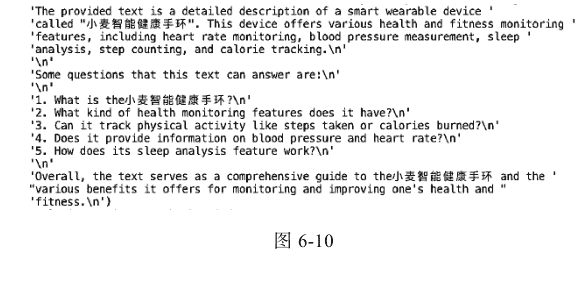 'The provided text is a detailed description of a smart wearable device '
'called "小麦智能健康手环". This device offers various health and fitness monitoring '
'features, including heart rate monitoring, blood pressure measurement, sleep '
'analysis, step counting, and calorie tracking.\n'
'\n'
'Some questions that this text can answer are:\n'
'\n'
'1. What is the小麦智能健康手环?\n'
'2. What kind of health monitoring features does it have?\n'
'3. Can it track physical activity like steps taken or calories burned?\n'
'4. Does it provide information on blood pressure and heart rate?\n'
'5. How does its sleep analysis feature work?\n'
'\n'
'Overall, the text serves as a comprehensive guide to the小麦智能健康手环 and the '
"various benefits it offers for monitoring and improving one's health and "
'fitness.\n')
图 6-10